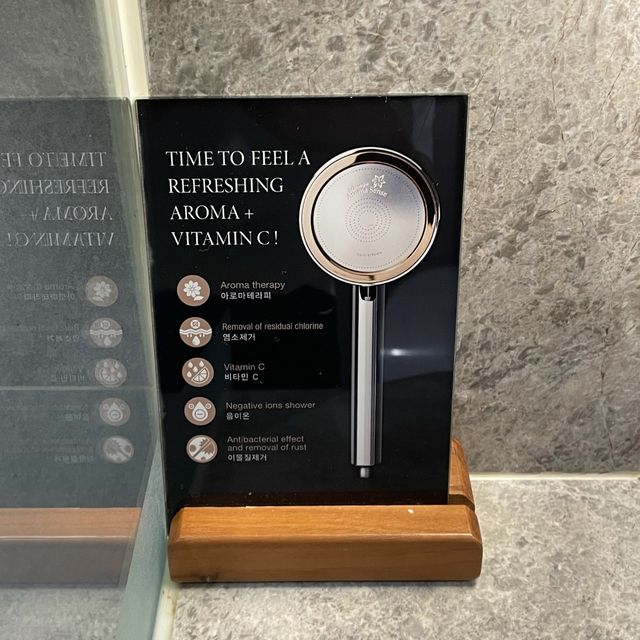 TIME TO FEEL A
REFRESHING
AROMA +
VITAMIN C !
Aroma therapy
아로마테라피
Removal of residual chlorine
염소제거
Vitamin C
비타민 C
Negative ions shower
음이온
Antibacterial effect
and removal of rust
이물질제거
Sense